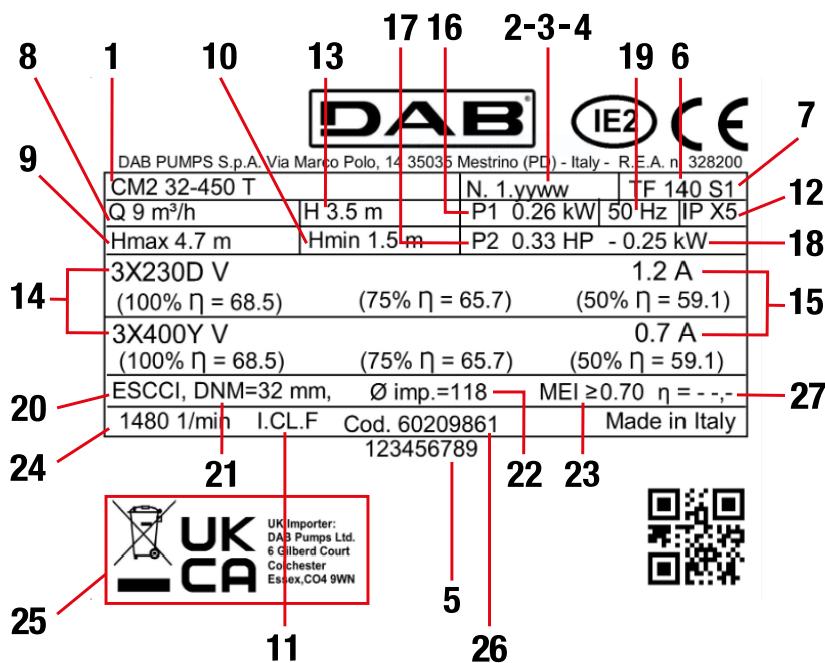 17 16 2-3-4
8 1 10 13 19 6
DAB IE2 CE
9 7
DAB PUMPS S.p.A. Via Marco Polo, 14 35035 Mestrino (PD) - Italy - R.E.A. n. 328200
CM2 32-450 T N. 1.yyww TF 140 S1
12
Q 9 m³/h H 3.5 m P1 0.26 kW 50 Hz IP X5
Hmax 4.7 m Hmin 1.5 m P2 0.33 HP - 0.25 kW
18
3X230D V 1.2 A
14 15
(100% Ƞ = 68.5) (75% Ƞ = 65.7) (50% Ƞ = 59.1)
3X400Y V 0.7 A
(100% Ƞ = 68.5) (75% Ƞ = 65.7) (50% Ƞ = 59.1)
20 ESCCI, DNM=32 mm, Ø imp.=118 MEI ≥0.70 η = - -,- 27
24 1480 1/min I.CL.F Cod. 60209861 Made in Italy
123456789
21 22 23
UK CA
UK Importer:
DAB Pumps Ltd.
6 Gilberd Court
Colchester
Essex,CO4 9WN
5
25 11 26